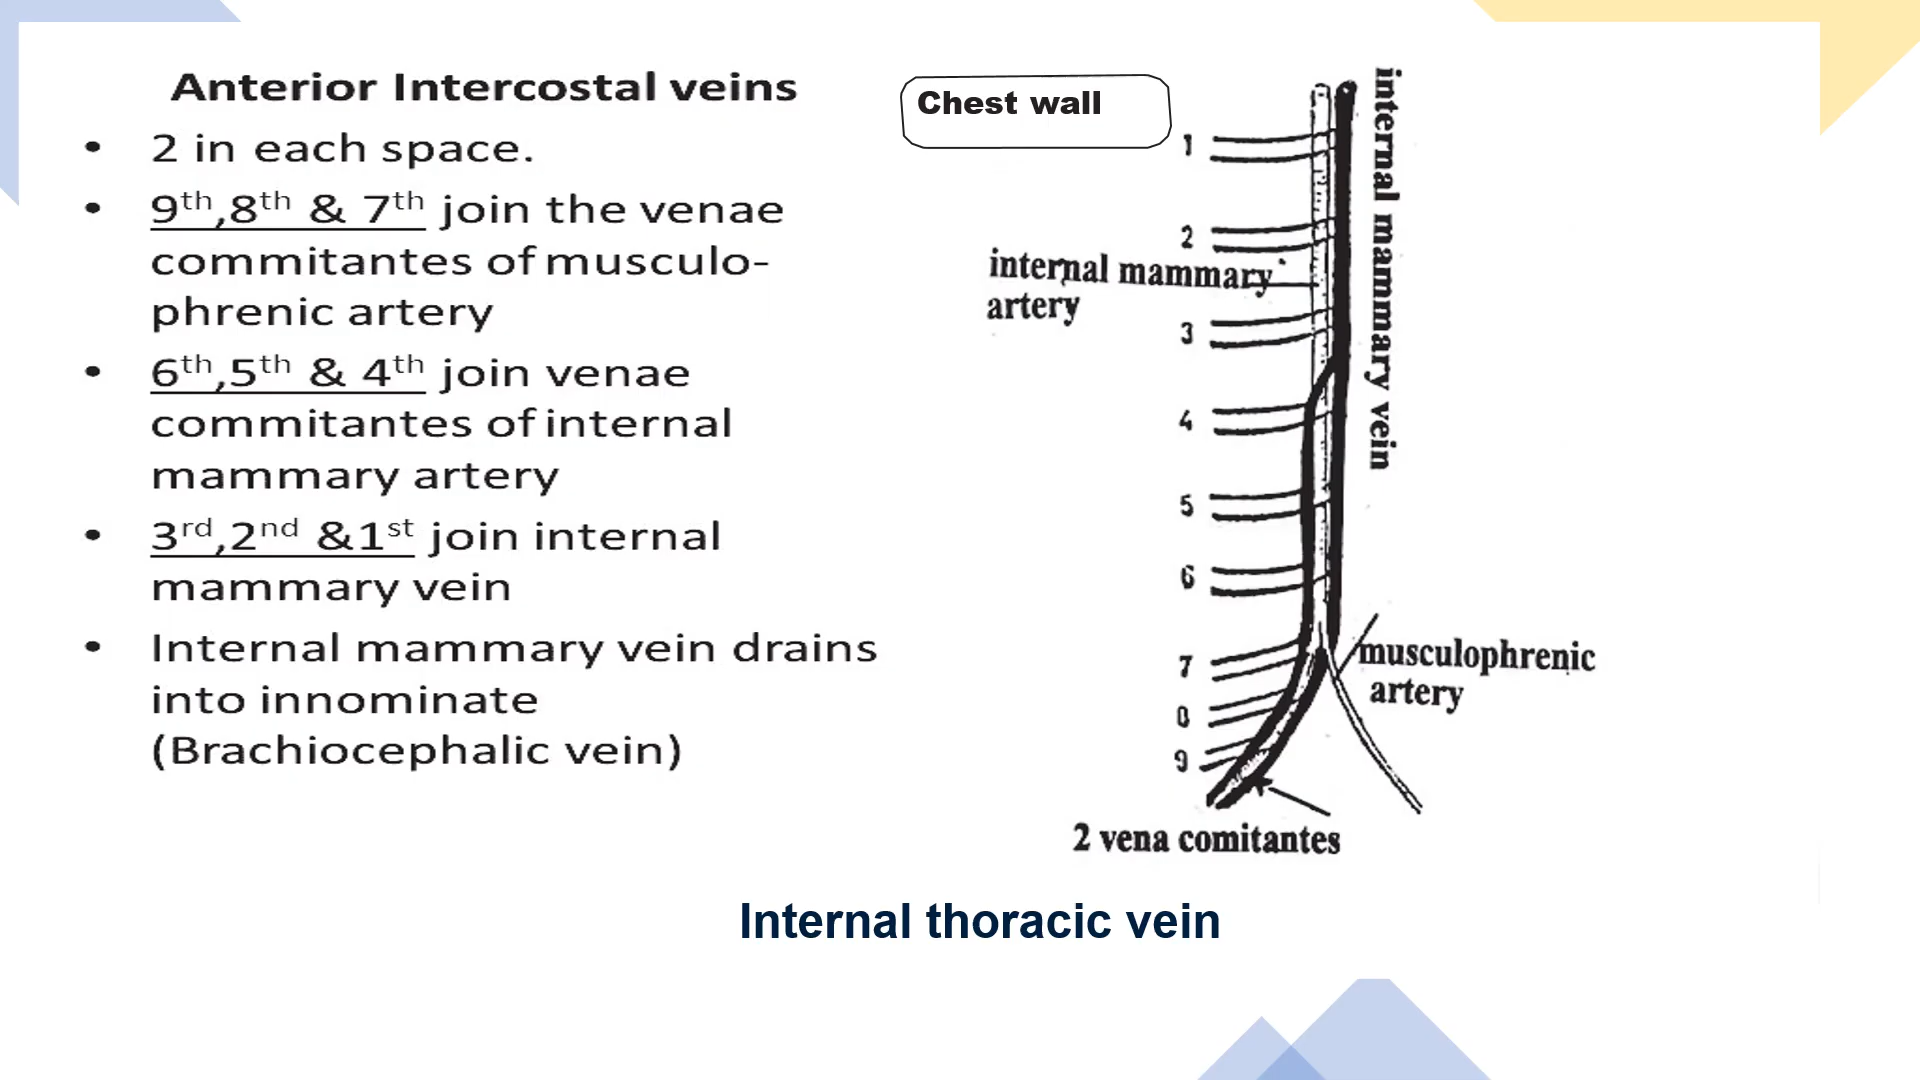 Anterior Intercostal veins
• 2 in each space.
• 9th,8th & 7th join the venae
commitantes of musculo-
phrenic artery
• 6th,5th & 4th join venae
commitantes of internal
mammary artery
• 3rd,2nd &1st join internal
mammary vein
• Internal mammary vein drains
into innominate
(Brachiocephalic vein)
Chest wall
internal mammary vein
1
2
internal mammary
artery
3
4
5
6
7
musculophrenic
artery
8
9
2 vena comitantes
Internal thoracic vein